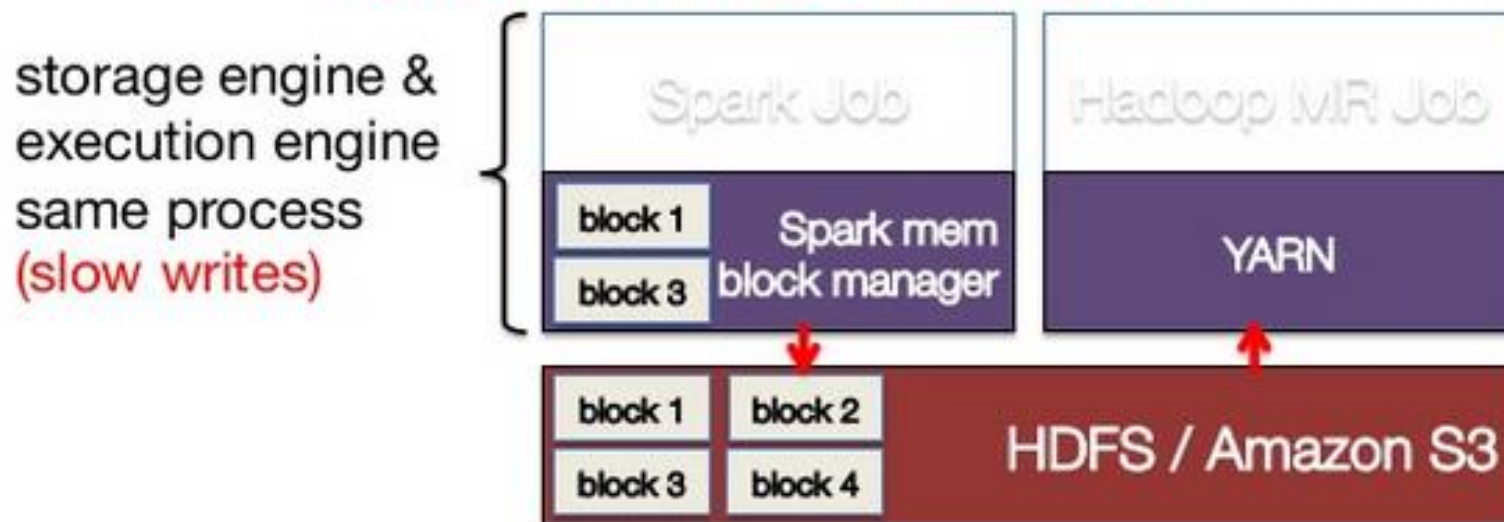 storage engine &
execution engine
same process
(slow writes)
Spark Job
Hadoop MR Job
block 1
block 3
Spark mem
block manager
YARN
block 1
block 2
block 3
block 4
HDFS / Amazon S3